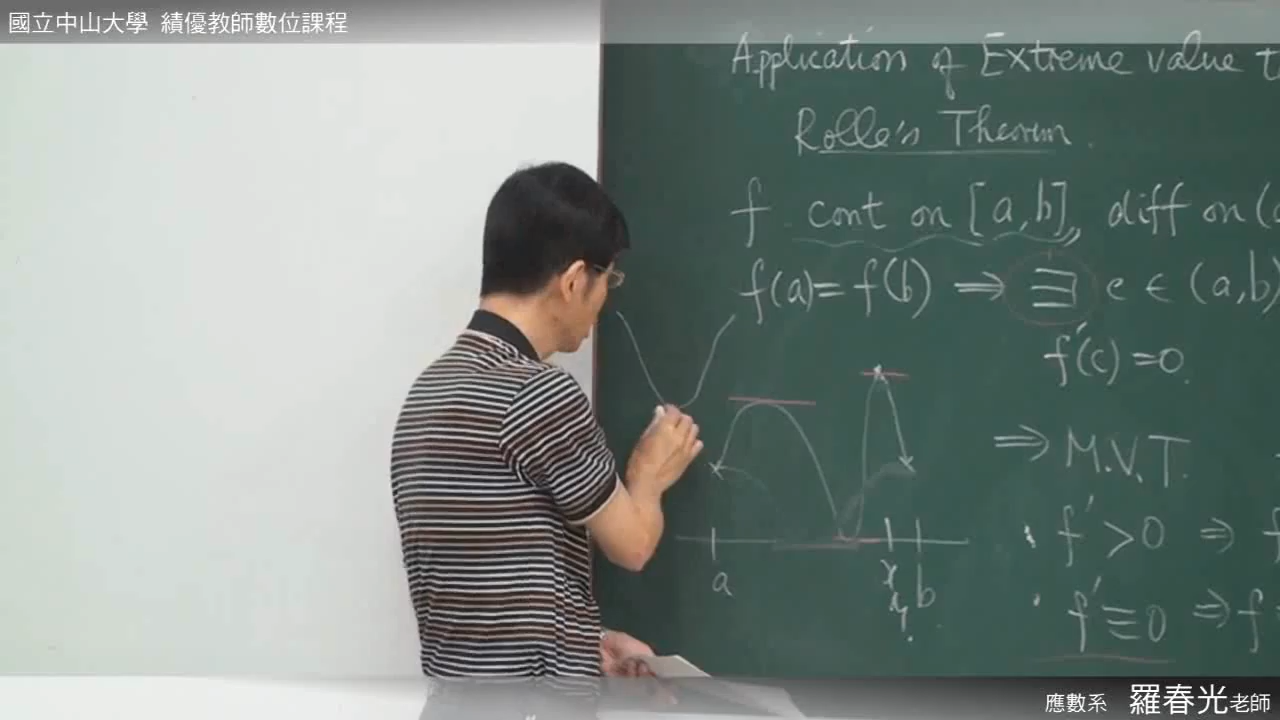 國立中山大學 績優教師數位課程
Application of Extreme value
Rolle's Theorem.
f cont on [a,b], diff on (
f(a)=f(b) ⇒ ∃ c ∈ (a,b)
f'(c)=0.
⇒ M.V.T.
· f' > 0 ⇒ f
· f' ≡ 0 ⇒ f
a
b
應數系 羅春光老師